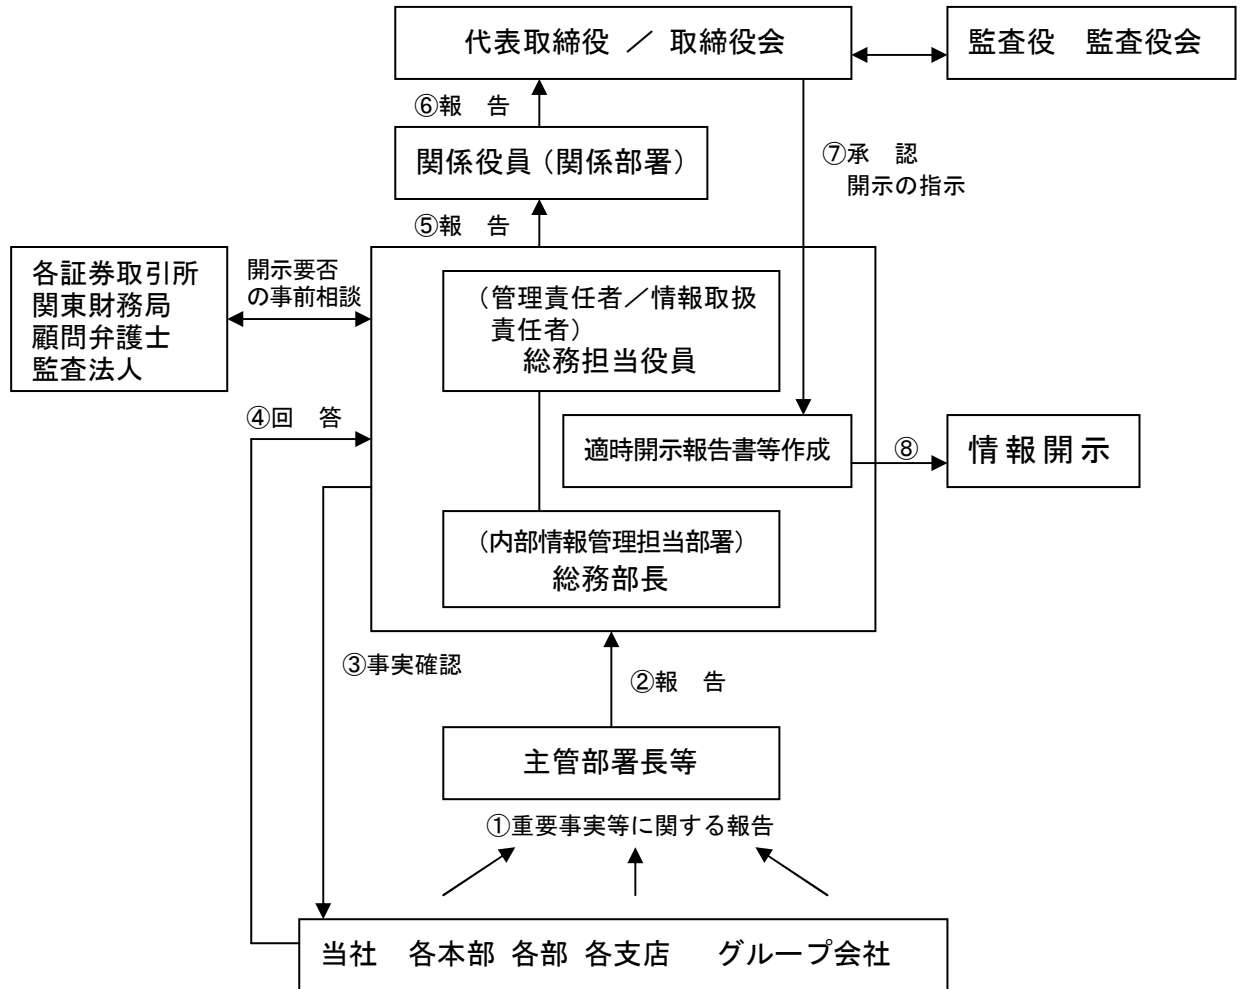 代表取締役 ／ 取締役会
監査役　監査役会
⑥報　告
関係役員（関係部署）
⑦承　認
開示の指示
⑤報　告
各証券取引所
関東財務局
顧問弁護士
監査法人
開示要否
の事前相談
（管理責任者／情報取扱
責任者）
総務担当役員
④回　答
適時開示報告書等作成
⑧
情報開示
（内部情報管理担当部署）
総務部長
③事実確認
②報　告
主管部署長等
①重要事実等に関する報告
当社　各本部 各部 各支店　グループ会社